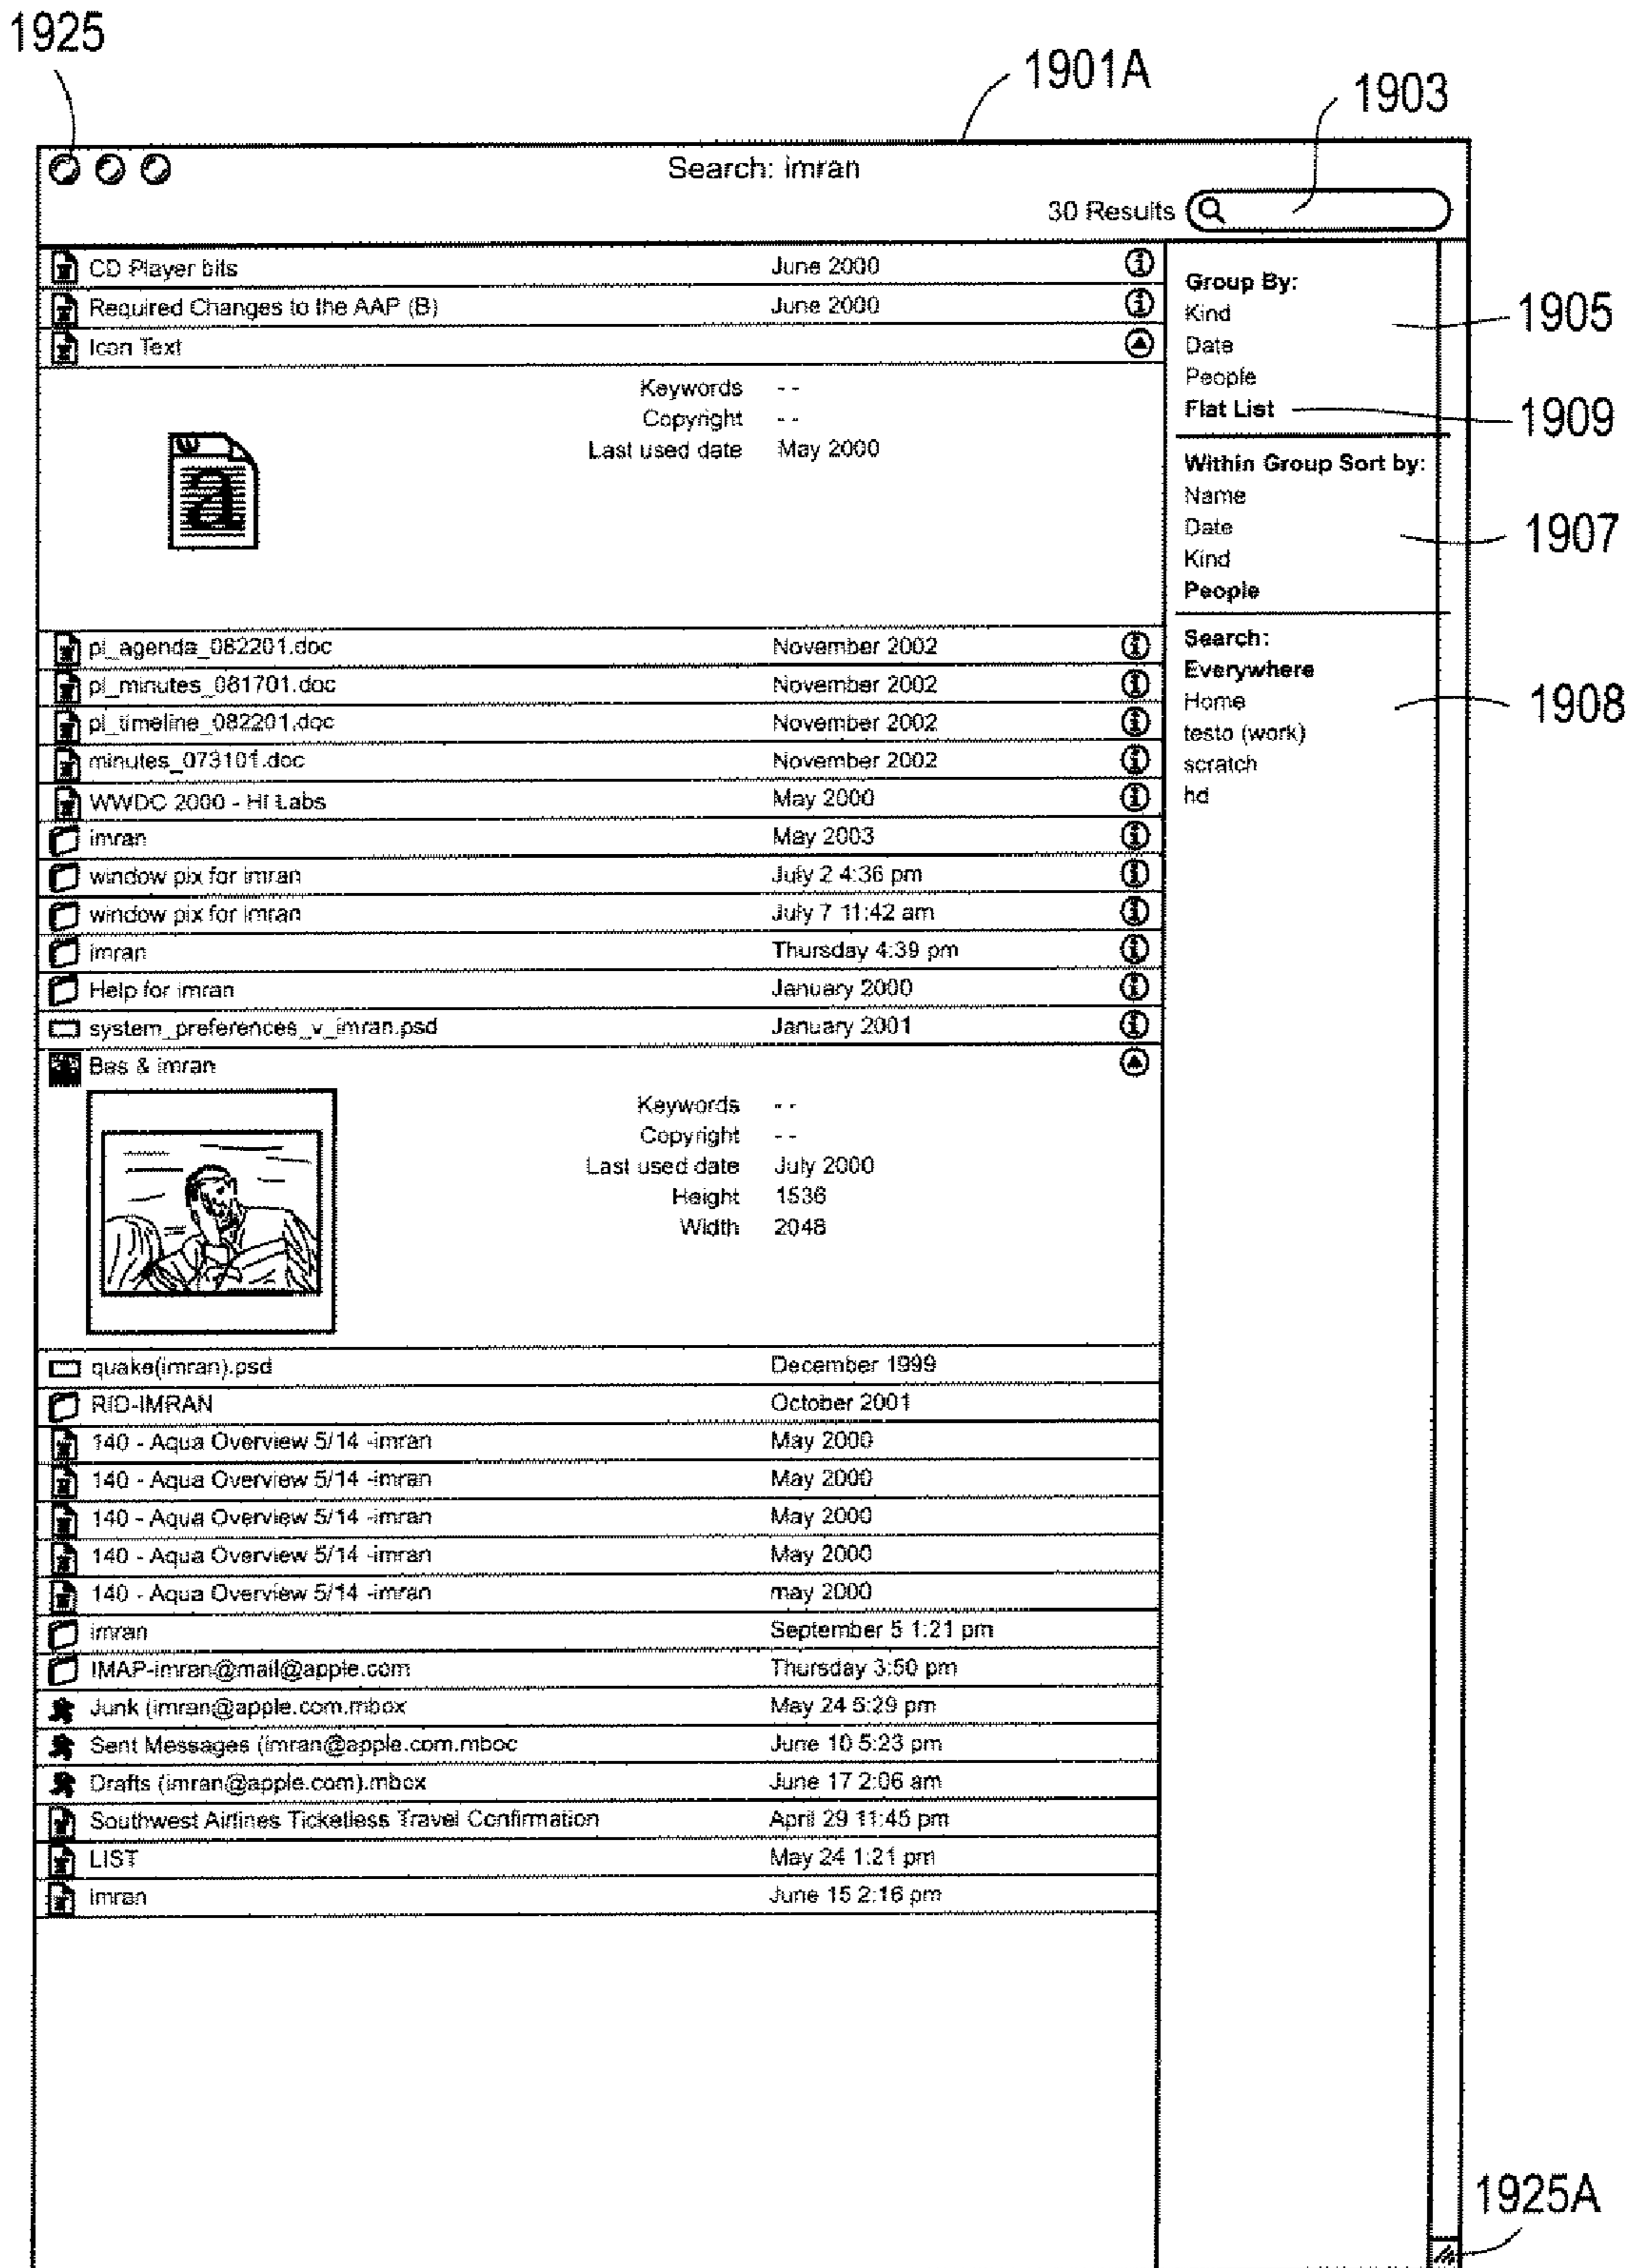 1925
1901A
1903
Search: imran
30 Results
CD Player bits June 2000
Required Changes to the AAP (B) June 2000
Icon Text
Keywords - -
Copyright - -
Last used date May 2000
a
pl_agenda_082201.doc November 2002
pl_minutes_081701.doc November 2002
pl_timeline_082201.doc November 2002
minutes_073101.doc November 2002
WWDC 2000 - HI Labs May 2000
imran May 2003
window pix for imran July 2 4:36 pm
window pix for imran July 7 11:42 am
imran Thursday 4:39 pm
Help for imran January 2000
system_preferences_v_imran.psd January 2001
Bas & imran
Keywords - -
Copyright - -
Last used date July 2000
Height 1536
Width 2048
quake(imran).psd December 1999
RID-IMRAN October 2001
140 - Aqua Overview 5/14 -imran May 2000
140 - Aqua Overview 5/14 -imran May 2000
140 - Aqua Overview 5/14 -imran May 2000
140 - Aqua Overview 5/14 -imran May 2000
140 - Aqua Overview 5/14 -imran may 2000
imran September 5 1:21 pm
IMAP-imran@mail@apple.com Thursday 3:50 pm
Junk (imran@apple.com.mbox May 24 5:29 pm
Sent Messages (imran@apple.com.mboc June 10 5:23 pm
Drafts (imran@apple.com).mbox June 17 2:06 am
Southwest Airlines Ticketless Travel Confirmation April 29 11:45 pm
LIST May 24 1:21 pm
imran June 15 2:16 pm
Group By:
Kind
Date
People
Flat List
Within Group Sort by:
Name
Date
Kind
People
Search:
Everywhere
Home
testo (work)
scratch
hd
1905
1909
1907
1908
1925A